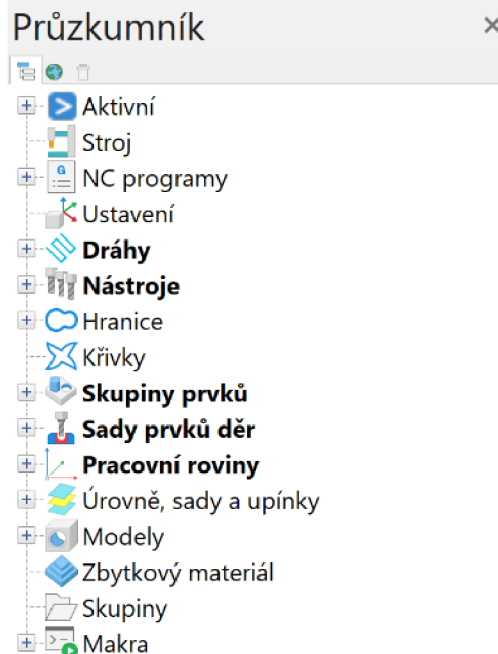 Průzkumník
Aktivní
Stroj
G
NC programy
Ustavení
Dráhy
Nástroje
Hranice
Křivky
Skupiny prvků
Sady prvků děr
Pracovní roviny
Úrovně, sady a upínky
Modely
Zbytkový materiál
Skupiny
Makra